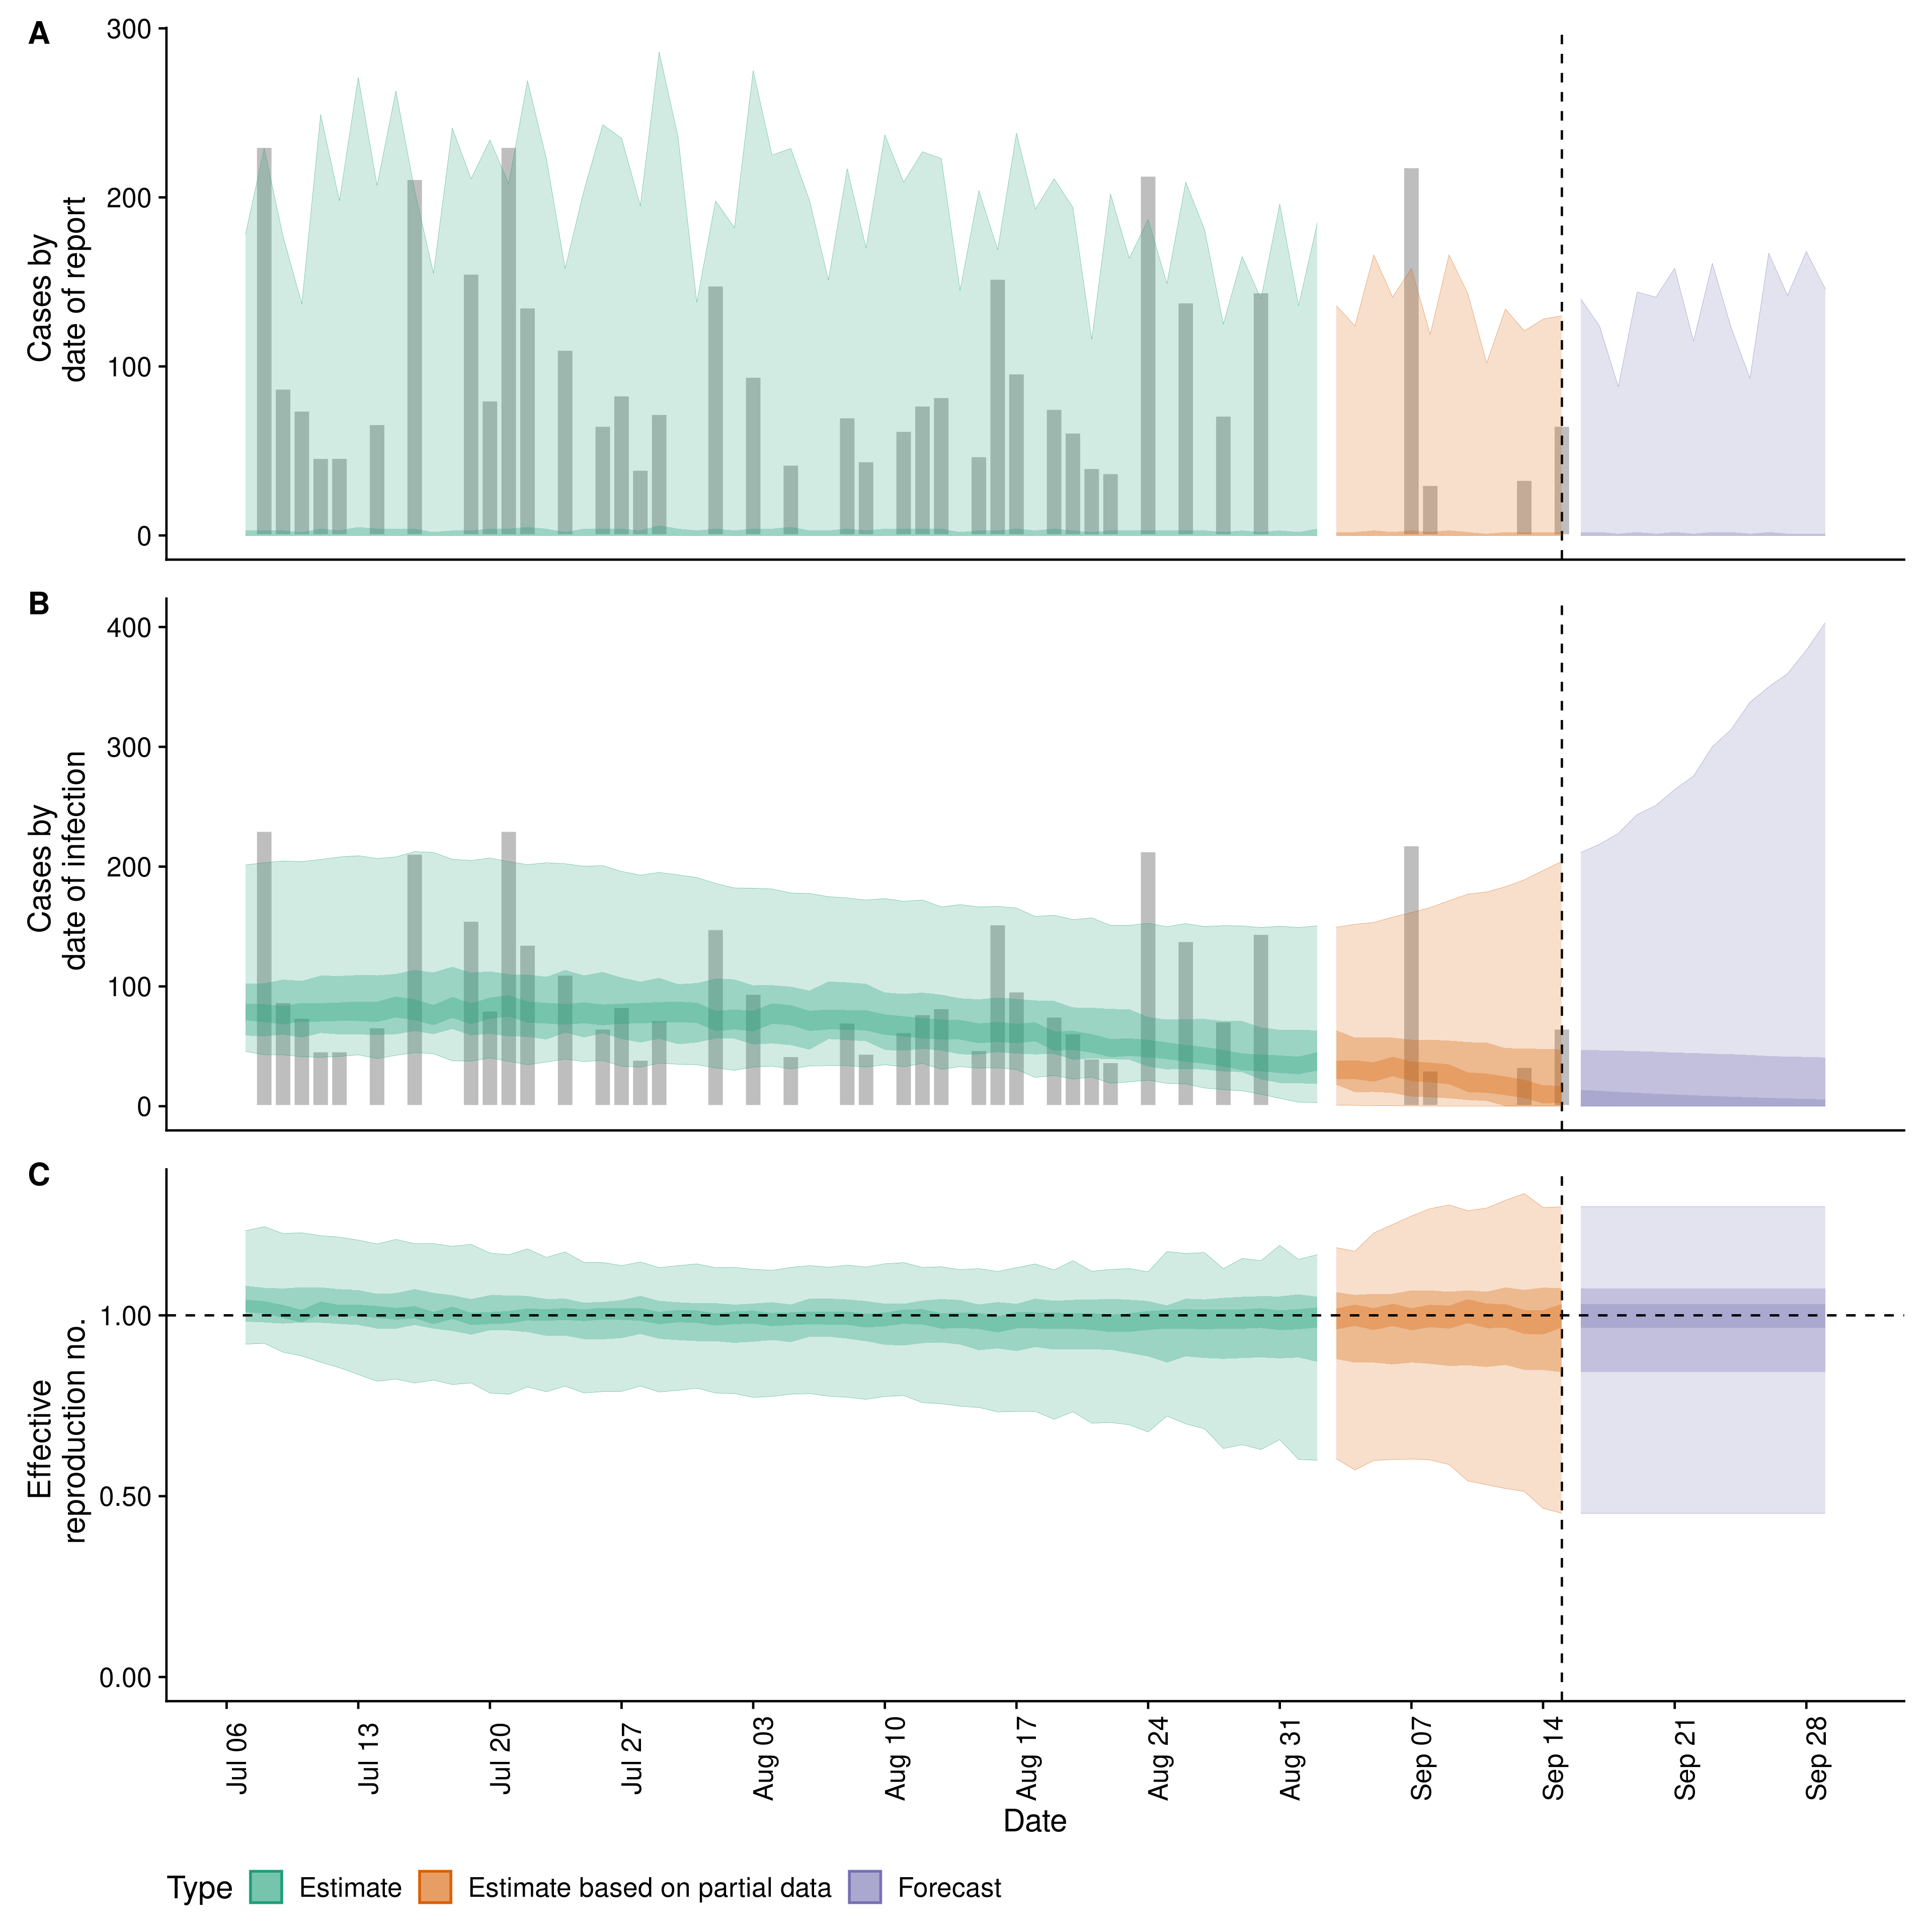 A
Cases by
date of report
300
200
100
0
B
Cases by
date of infection
400
300
200
100
0
C
Effective
reproduction no.
1.00
0.50
0.00
Jul 06
Jul 13
Jul 20
Jul 27
Aug 03
Aug 10
Aug 17
Aug 24
Aug 31
Sep 07
Sep 14
Sep 21
Sep 28
Date
Type
Estimate
Estimate based on partial data
Forecast